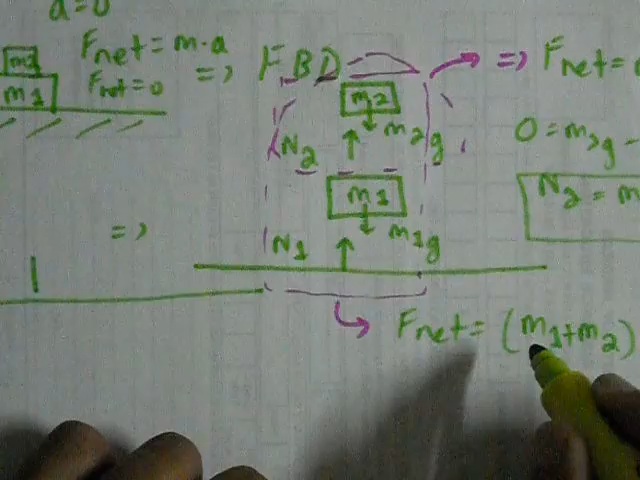 a=0
m2
m1
Fnet = m·a
Fnet = 0
=>
FBD
m2
m2g
N2
m1
m1g
N1
=> Fnet =
0 = m2g -
N2 = m
=>
Fnet = (m1+m2)